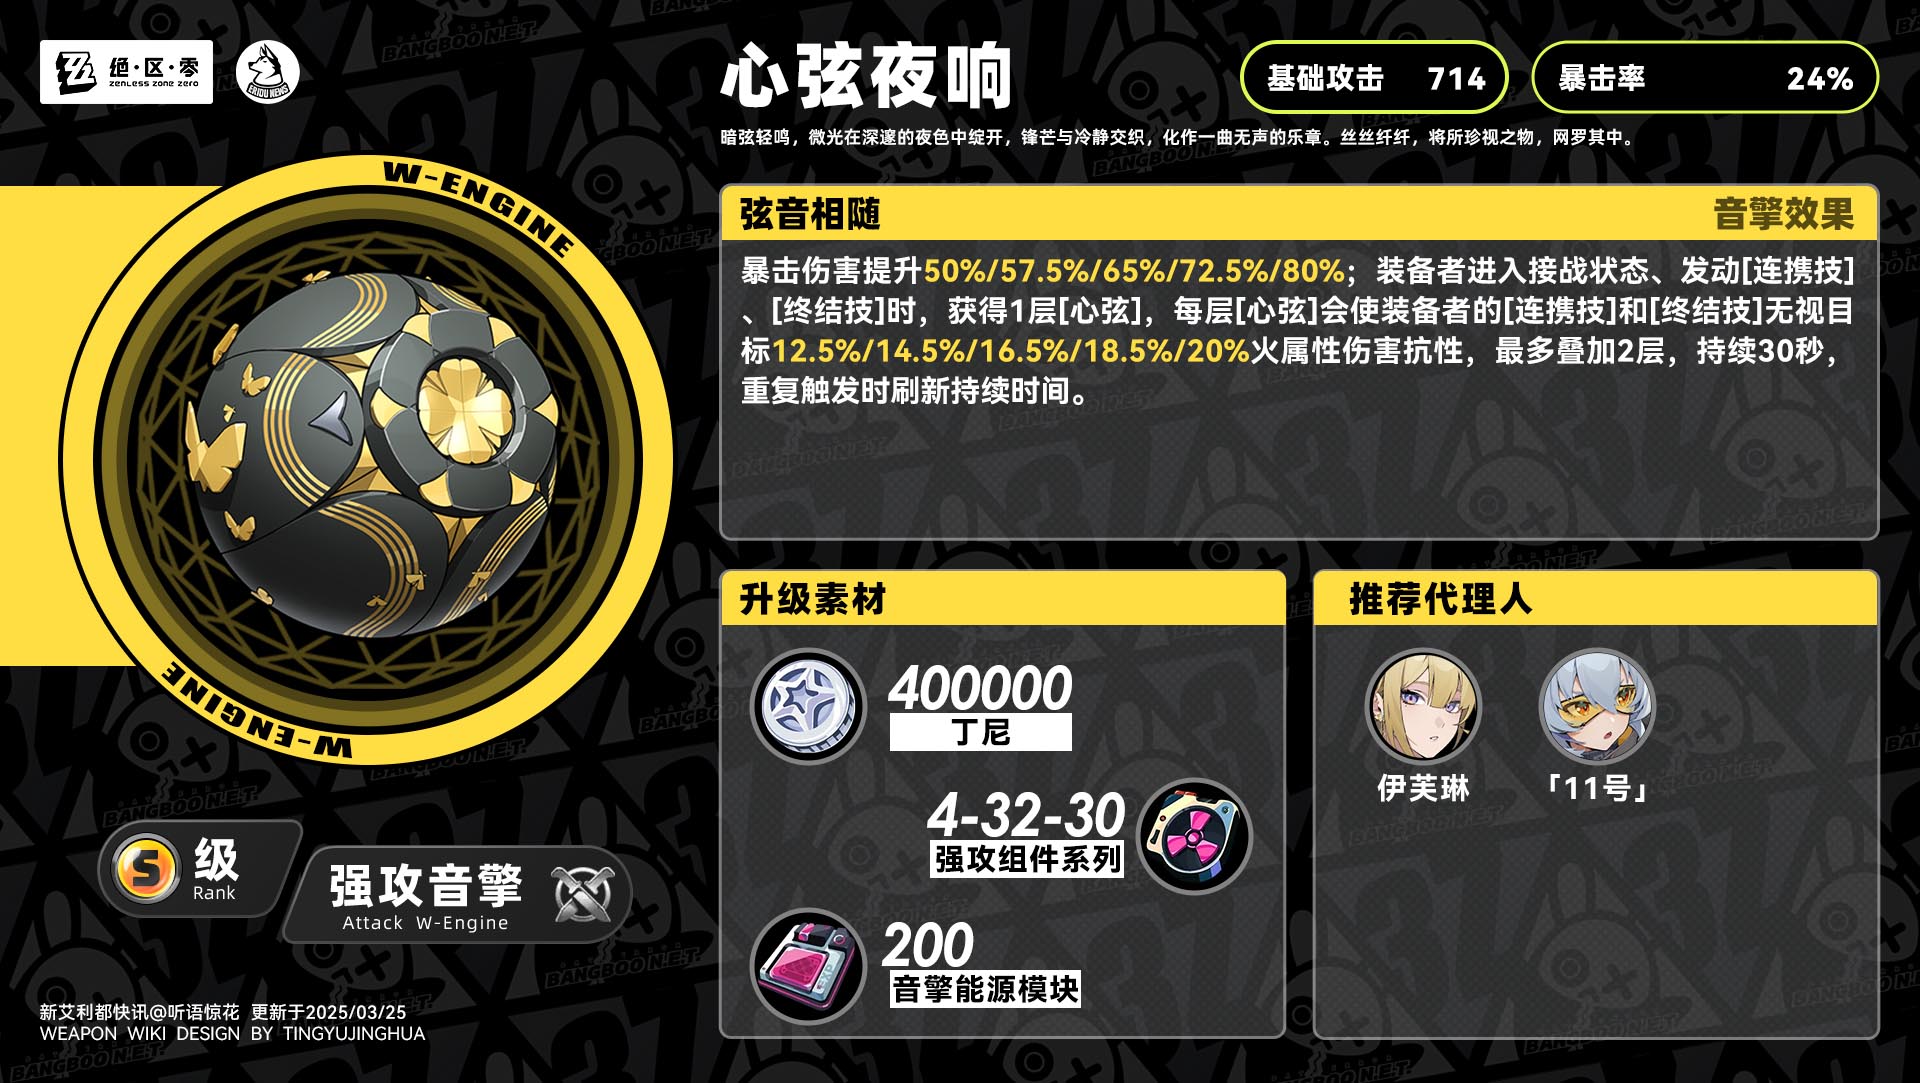 绝·区·零
ZENLESS ZONE ZERO
ERIDU NEWS
心弦夜响
基础攻击 714
暴击率 24%
暗弦轻鸣，微光在深邃的夜色中绽开，锋芒与冷静交织，化作一曲无声的乐章。丝丝纤纤，将所珍视之物，网罗其中。
W-ENGINE
W-ENGINE
弦音相随
音擎效果
暴击伤害提升50%/57.5%/65%/72.5%/80%；装备者进入接战状态、发动[连携技]
、[终结技]时，获得1层[心弦]，每层[心弦]会使装备者的[连携技]和[终结技]无视目
标12.5%/14.5%/16.5%/18.5%/20%火属性伤害抗性，最多叠加2层，持续30秒，
重复触发时刷新持续时间。
升级素材
400000
丁尼
4-32-30
强攻组件系列
200
音擎能源模块
推荐代理人
伊芙琳
「11号」
S
级
Rank
强攻音擎
Attack W-Engine
新艾利都快讯@听语惊花 更新于2025/03/25
WEAPON WIKI DESIGN BY TINGYUJINGHUA
BANGBOO N.E.T.